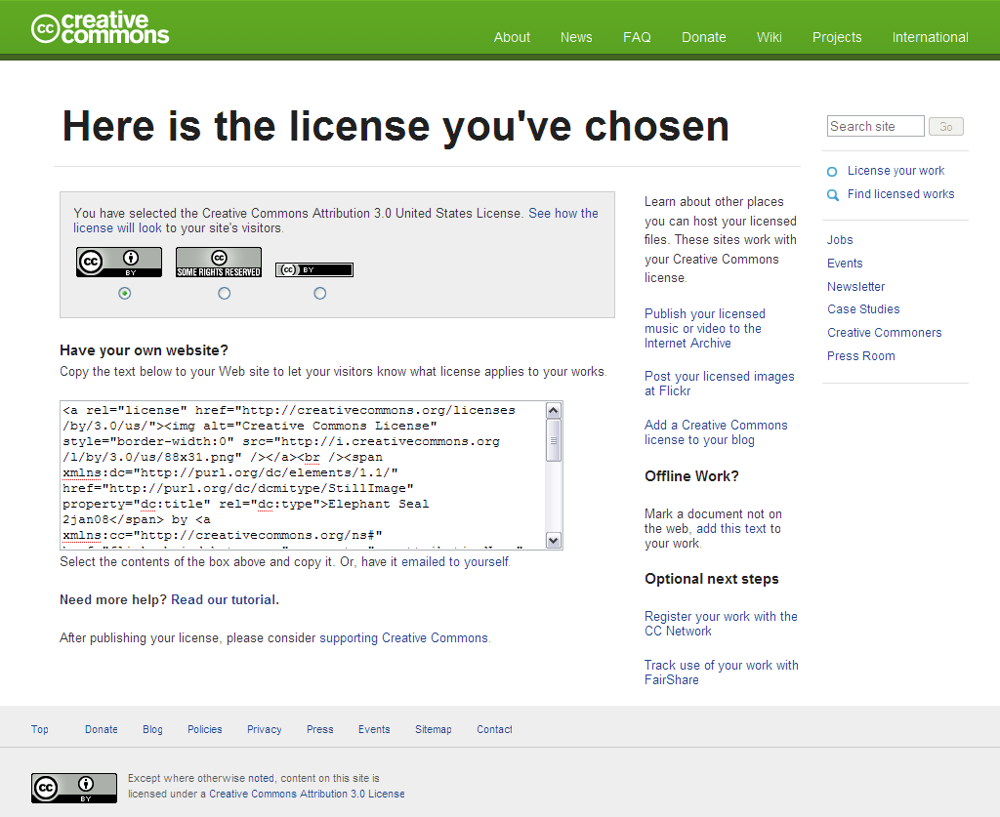 cc creative
commons
About News FAQ Donate Wiki Projects International
Here is the license you've chosen
Search site Go
License your work
Find licensed works
Jobs
Events
Newsletter
Case Studies
Creative Commoners
Press Room
You have selected the Creative Commons Attribution 3.0 United States License. See how the
license will look to your site's visitors.
cc BY
cc SOME RIGHTS RESERVED
cc BY
Have your own website?
Copy the text below to your Web site to let your visitors know what license applies to your works.
<a rel="license" href="http://creativecommons.org/licenses
/by/3.0/us/"><img alt="Creative Commons License"
style="border-width:0" src="http://i.creativecommons.org
/l/by/3.0/us/88x31.png" /></a><br /><span
xmlns:dc="http://purl.org/dc/elements/1.1/"
href="http://purl.org/dc/dcmitype/StillImage"
property="dc:title" rel="dc:type">Elephant Seal
2jan08</span> by <a
xmlns:cc="http://creativecommons.org/ns#"
Select the contents of the box above and copy it. Or, have it emailed to yourself.
Need more help? Read our tutorial.
After publishing your license, please consider supporting Creative Commons.
Learn about other places
you can host your licensed
files. These sites work with
your Creative Commons
license.
Publish your licensed
music or video to the
Internet Archive
Post your licensed images
at Flickr
Add a Creative Commons
license to your blog
Offline Work?
Mark a document not on
the web, add this text to
your work.
Optional next steps
Register your work with the
CC Network
Track use of your work with
FairShare
Top Donate Blog Policies Privacy Press Events Sitemap Contact
cc BY
Except where otherwise noted, content on this site is
licensed under a Creative Commons Attribution 3.0 License